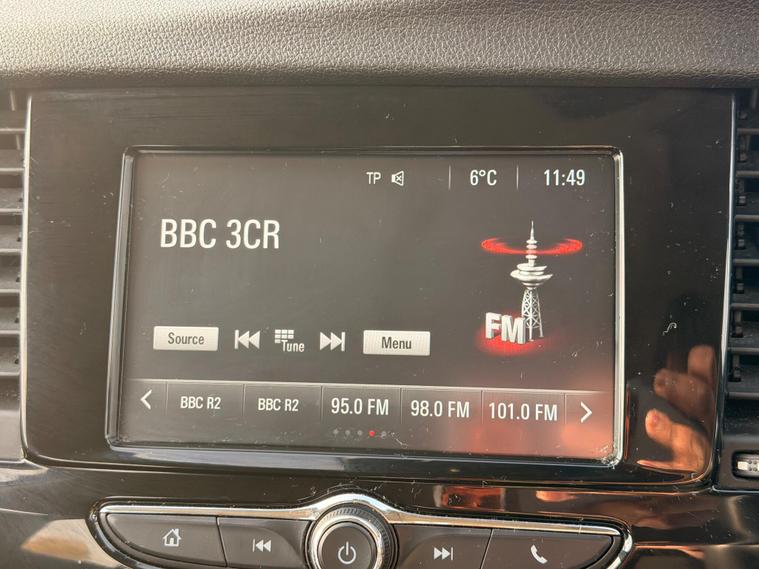 TP 6°C 11:49
BBC 3CR
FM
Source Tune Menu
BBC R2 BBC R2 95.0 FM 98.0 FM 101.0 FM